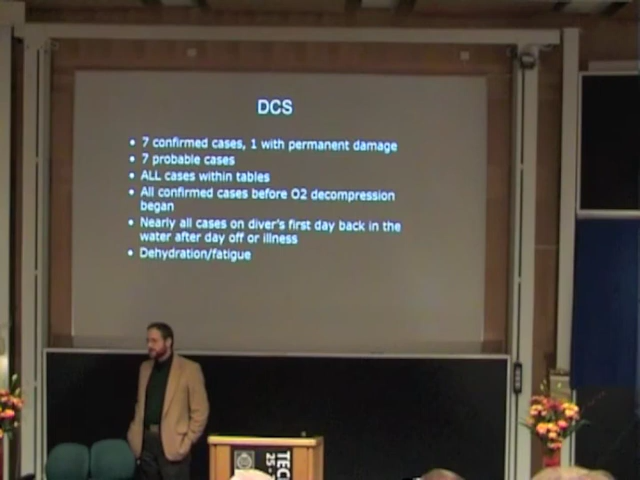 DCS
• 7 confirmed cases, 1 with permanent damage
• 7 probable cases
• ALL cases within tables
• All confirmed cases before O2 decompression
began
• Nearly all cases on diver's first day back in the
water after day off or illness
• Dehydration/fatigue